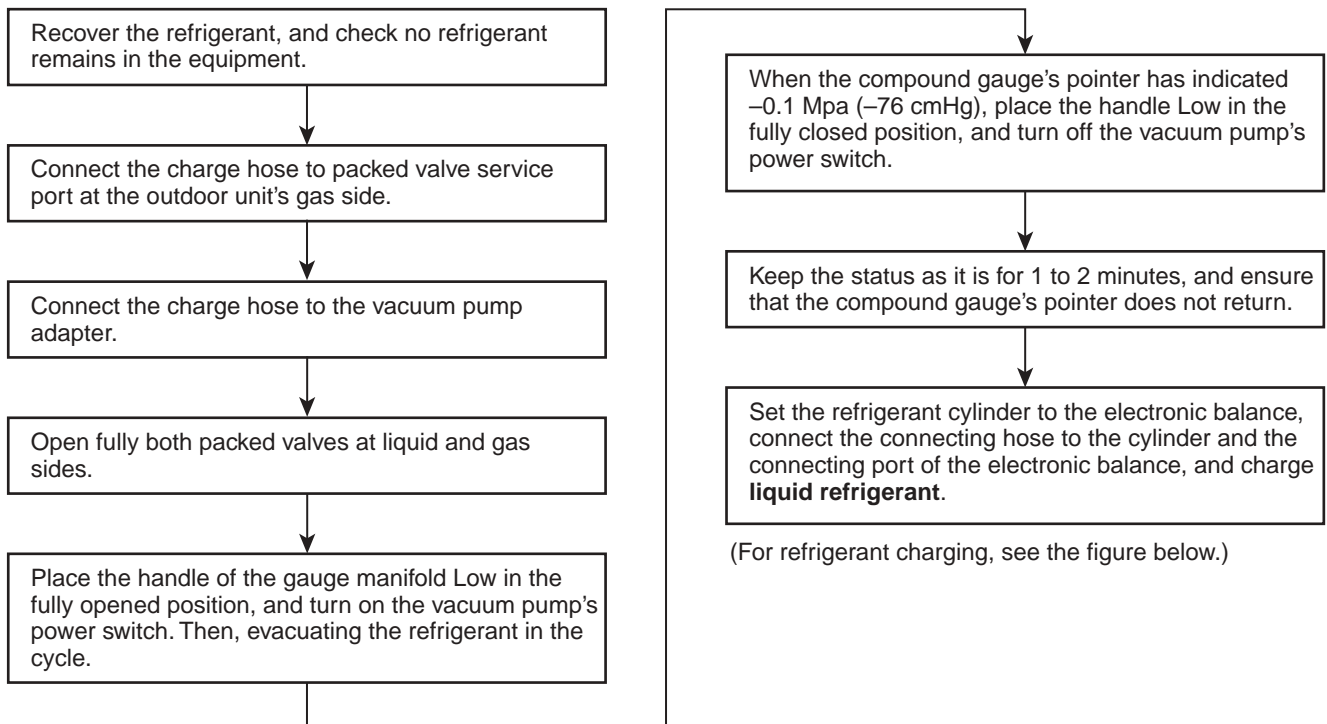 Recover the refrigerant, and check no refrigerant
remains in the equipment.
Connect the charge hose to packed valve service
port at the outdoor unit's gas side.
Connect the charge hose to the vacuum pump
adapter.
Open fully both packed valves at liquid and gas
sides.
Place the handle of the gauge manifold Low in the
fully opened position, and turn on the vacuum pump's
power switch. Then, evacuating the refrigerant in the
cycle.
When the compound gauge's pointer has indicated
–0.1 Mpa (–76 cmHg), place the handle Low in the
fully closed position, and turn off the vacuum pump's
power switch.
Keep the status as it is for 1 to 2 minutes, and ensure
that the compound gauge's pointer does not return.
Set the refrigerant cylinder to the electronic balance,
connect the connecting hose to the cylinder and the
connecting port of the electronic balance, and charge
liquid refrigerant.
(For refrigerant charging, see the figure below.)